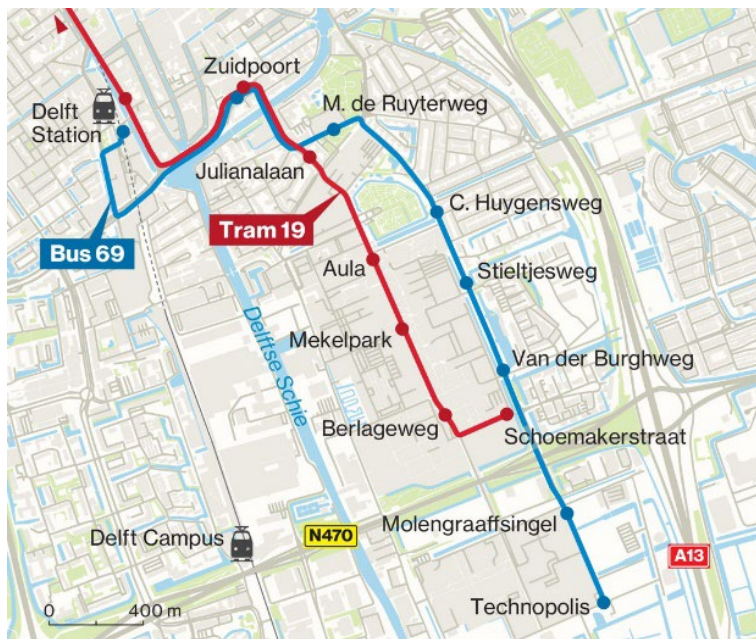 Zuidpoort
M. de Ruyterweg
Delft
Station
Julianalaan
C. Huygensweg
Bus 69
Tram 19
Aula
Stieltjesweg
Mekelpark
Delftse Schie
Van der Burghweg
Berlageweg
Schoemakerstraat
Delft Campus
N470
Molengraaffsingel
A13
Technopolis
0 400 m